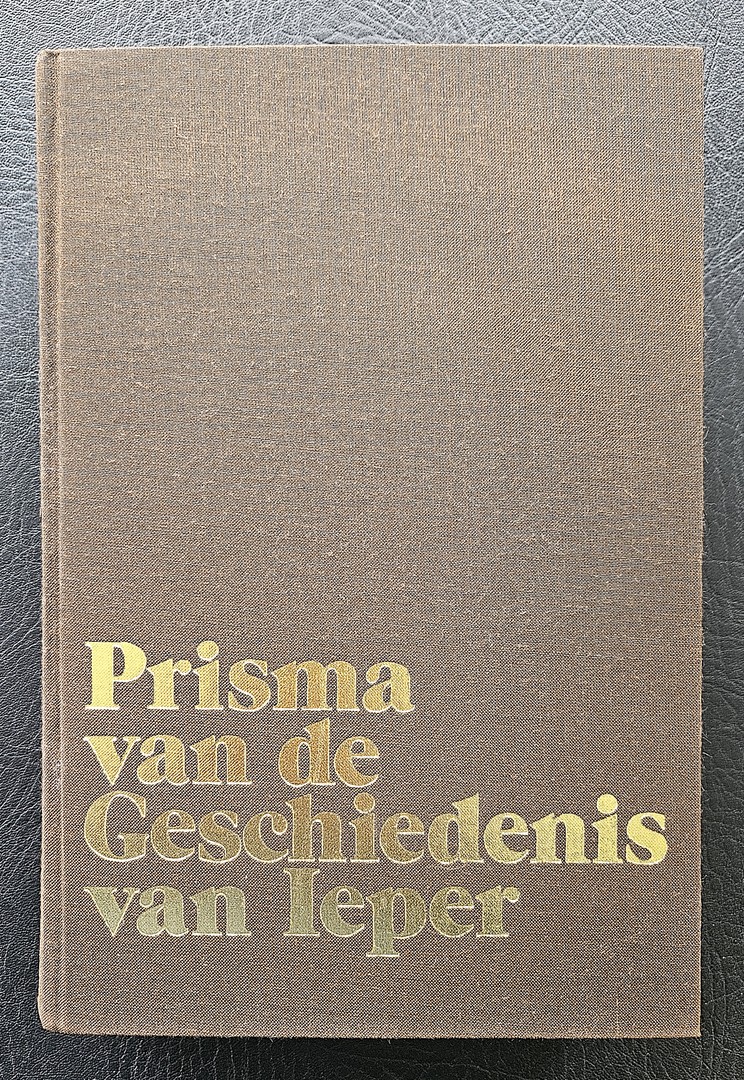 Prisma
van de
Geschiedenis
van Ieper